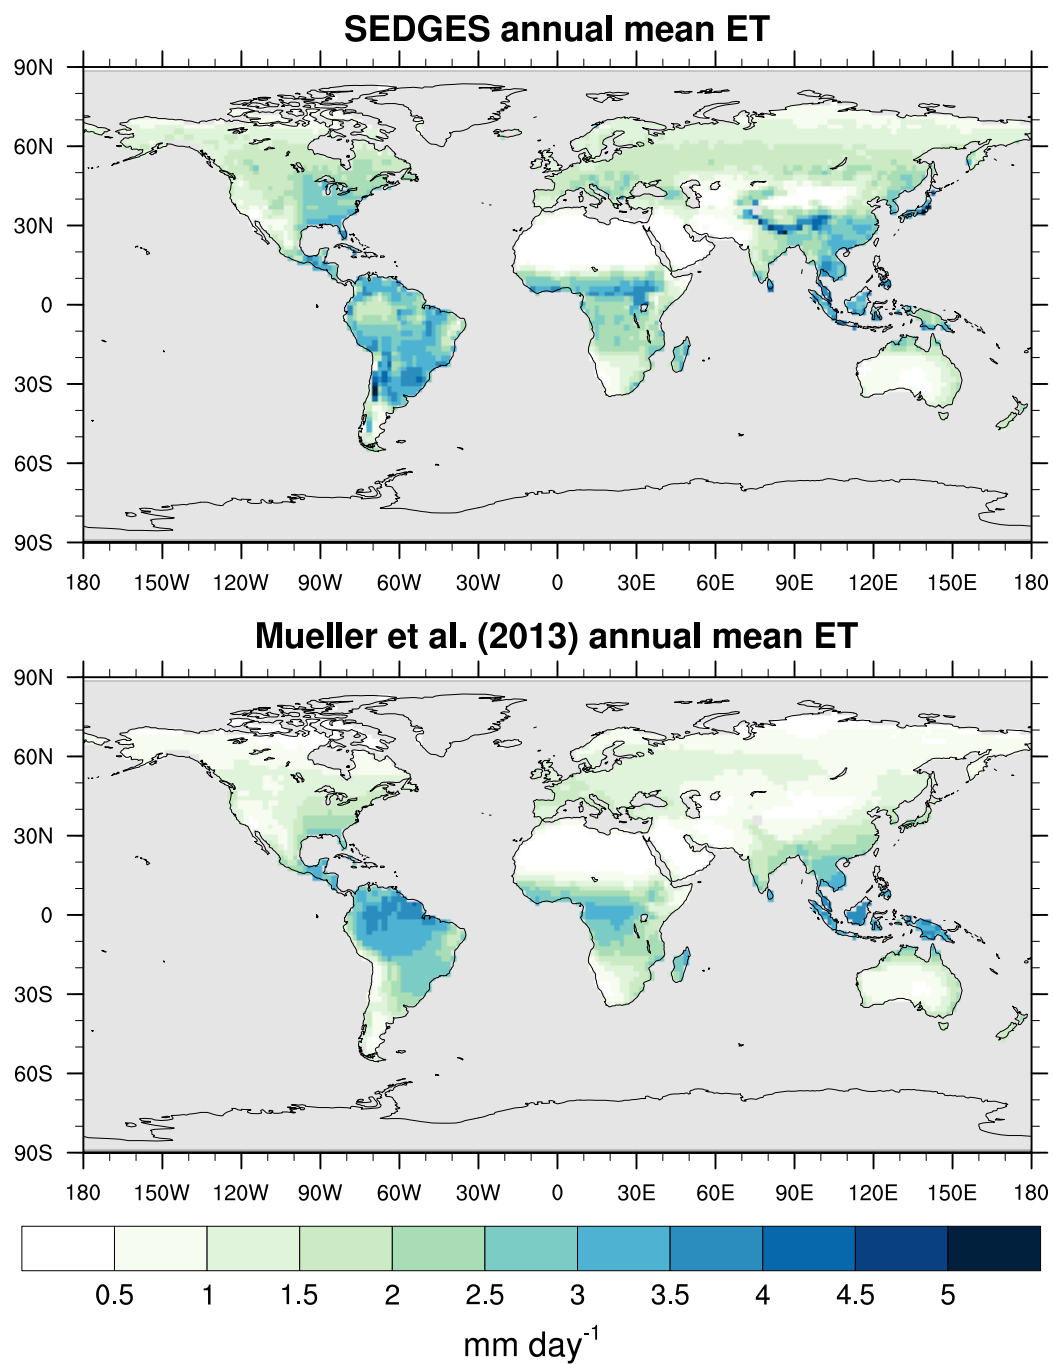 SEDGES annual mean ET
90N
60N
30N
0
30S
60S
90S
180 150W 120W 90W 60W 30W 0 30E 60E 90E 120E 150E 180
Mueller et al. (2013) annual mean ET
90N
60N
30N
0
30S
60S
90S
180 150W 120W 90W 60W 30W 0 30E 60E 90E 120E 150E 180
0.5 1 1.5 2 2.5 3 3.5 4 4.5 5
mm day⁻¹